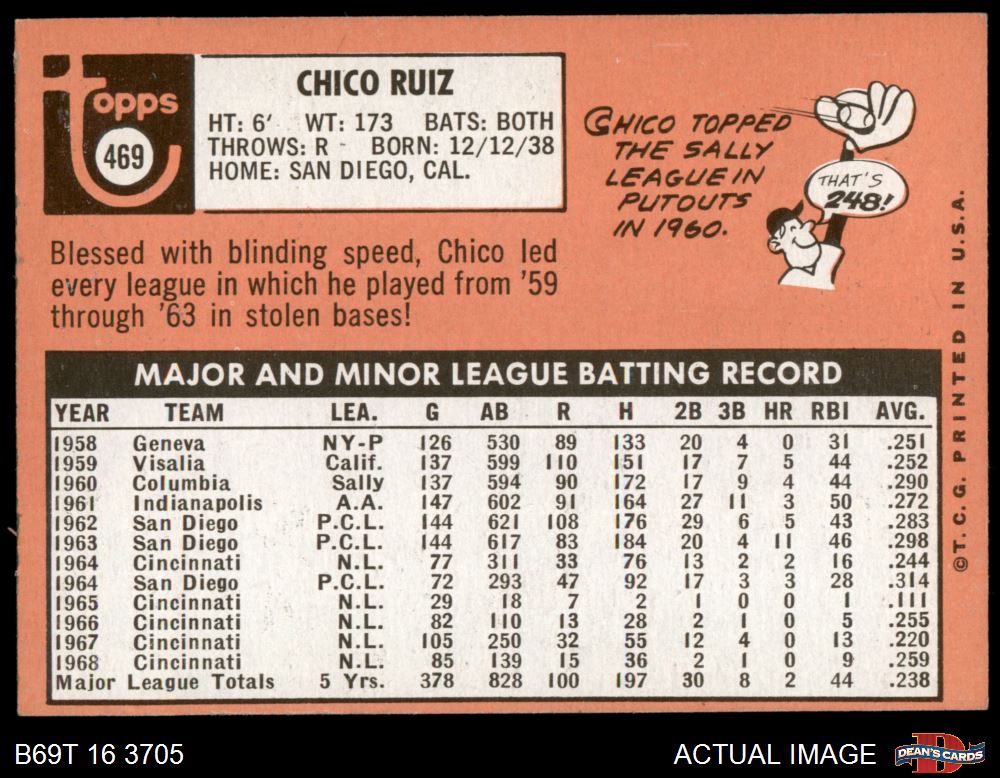 topps
469
CHICO RUIZ
HT: 6' WT: 173 BATS: BOTH
THROWS: R - BORN: 12/12/38
HOME: SAN DIEGO, CAL.
CHICO TOPPED
THE SALLY
LEAGUE IN
PUTOUTS
IN 1960.
THAT'S
248!
Blessed with blinding speed, Chico led
every league in which he played from '59
through '63 in stolen bases!
MAJOR AND MINOR LEAGUE BATTING RECORD
YEAR TEAM LEA. G AB R H 2B 3B HR RBI AVG.
1958 Geneva NY-P 126 530 89 133 20 4 0 31 .251
1959 Visalia Calif. 137 599 110 151 17 7 5 44 .252
1960 Columbia Sally 137 594 90 172 17 9 4 44 .290
1961 Indianapolis A.A. 147 602 91 164 27 11 3 50 .272
1962 San Diego P.C.L. 144 621 108 176 29 6 5 43 .283
1963 San Diego P.C.L. 144 617 83 184 20 4 11 46 .298
1964 Cincinnati N.L. 77 311 33 76 13 2 2 16 .244
1964 San Diego P.C.L. 72 293 47 92 17 3 3 28 .314
1965 Cincinnati N.L. 29 18 7 2 1 0 0 1 .111
1966 Cincinnati N.L. 82 110 13 28 2 1 0 5 .255
1967 Cincinnati N.L. 105 250 32 55 12 4 0 13 .220
1968 Cincinnati N.L. 85 139 15 36 2 1 0 9 .259
Major League Totals 5 Yrs. 378 828 100 197 30 8 2 44 .238
©T. C. G. PRINTED IN U.S.A.
B69T 16 3705
ACTUAL IMAGE
D
DEAN'S CARDS